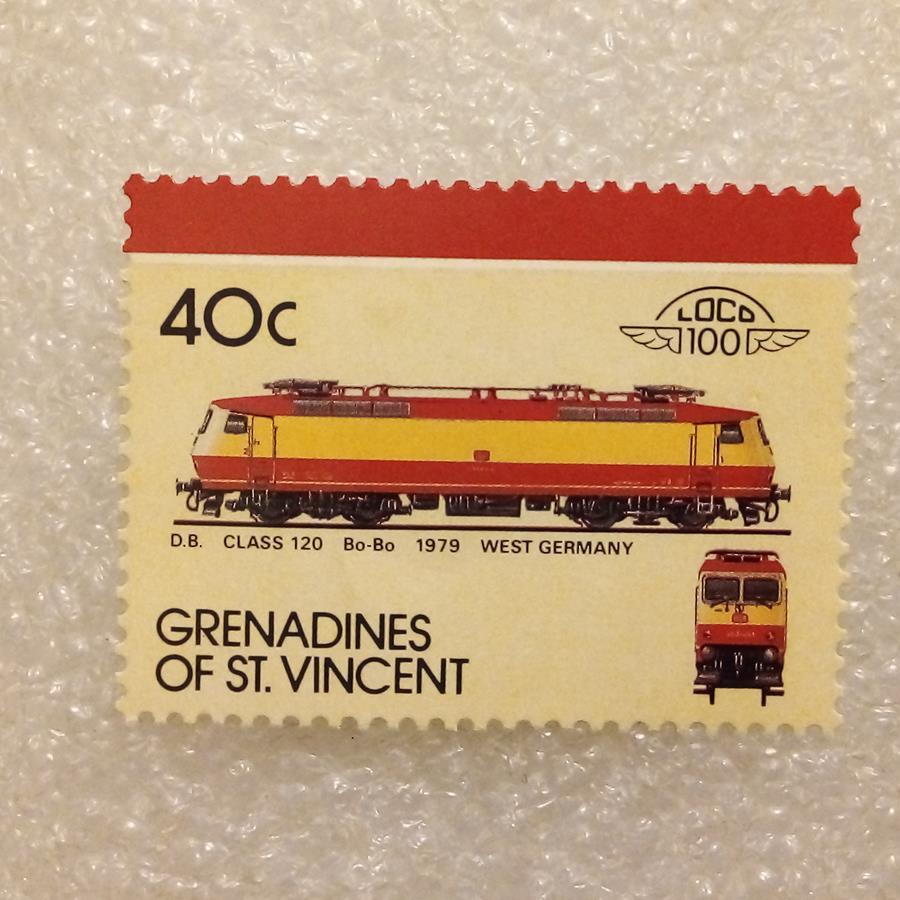 40c
LOCO
100
D.B. CLASS 120 Bo-Bo 1979 WEST GERMANY
GRENADINES
OF ST. VINCENT